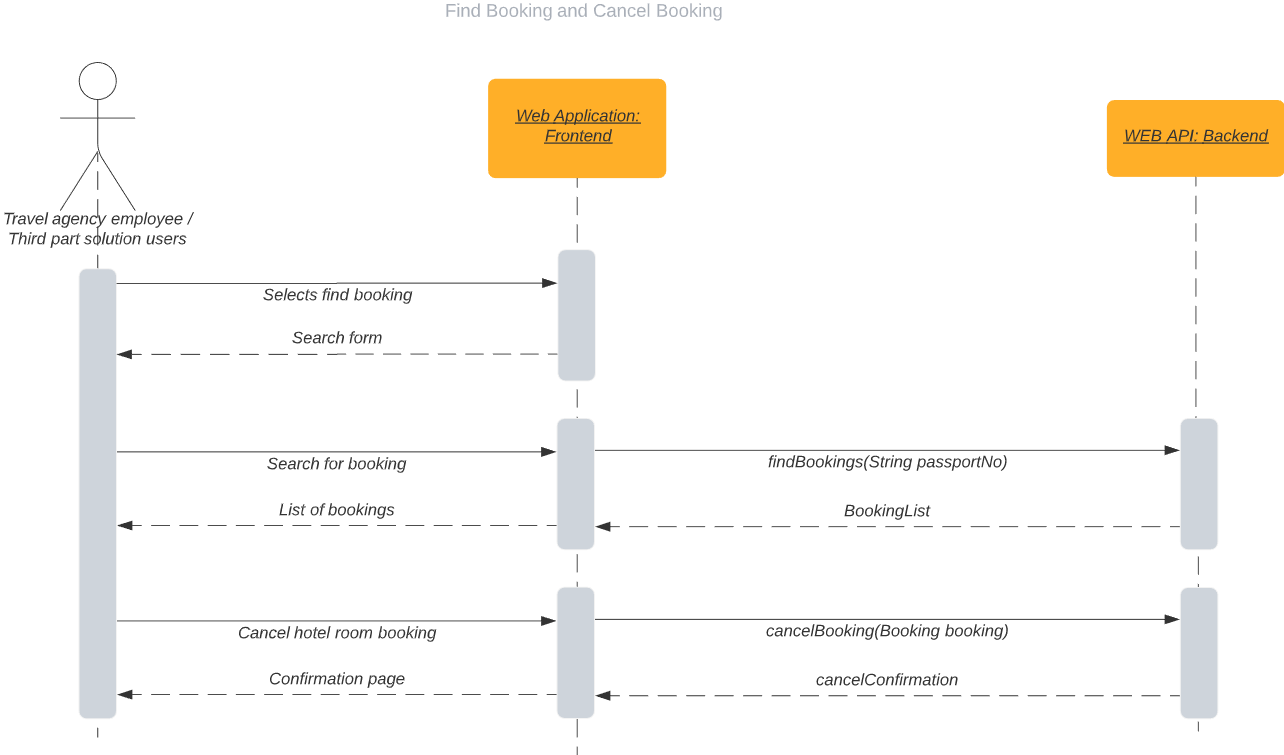 Find Booking and Cancel Booking
Web Application:
Frontend
WEB API: Backend
Travel agency employee /
Third part solution users
Selects find booking
Search form
Search for booking
findBookings(String passportNo)
List of bookings
BookingList
Cancel hotel room booking
cancelBooking(Booking booking)
Confirmation page
cancelConfirmation